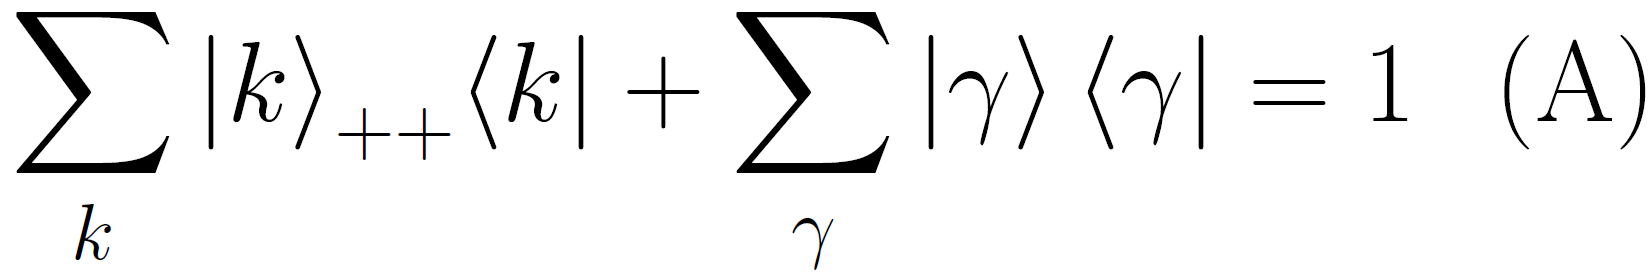 ∑_k |k⟩_{++}⟨k| + ∑_γ |γ⟩ ⟨γ| = 1 (A)